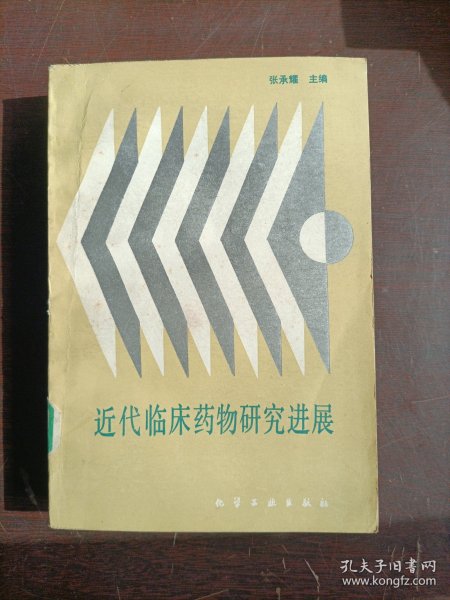 张承耀 主编
近代临床药物研究进展
化学工业出版社
孔夫子旧书网
www.kongfz.com